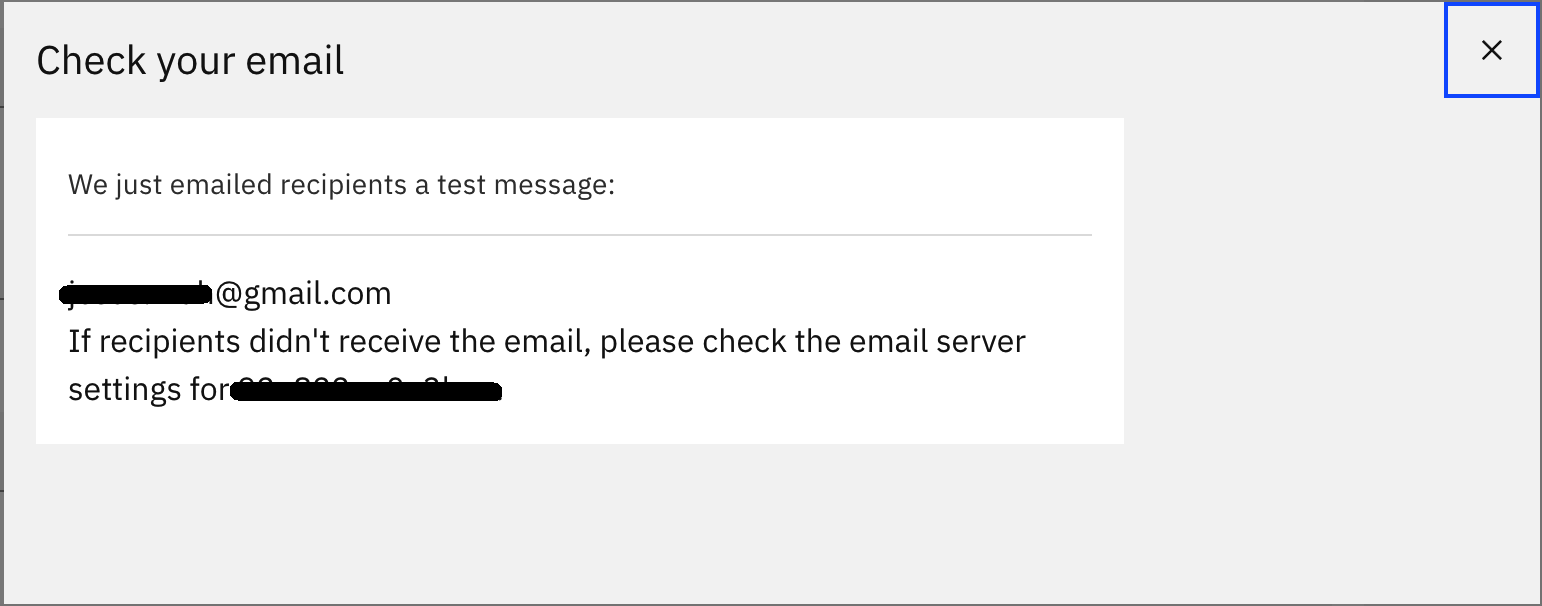 Check your email
We just emailed recipients a test message:
@gmail.com
If recipients didn't receive the email, please check the email server
settings for